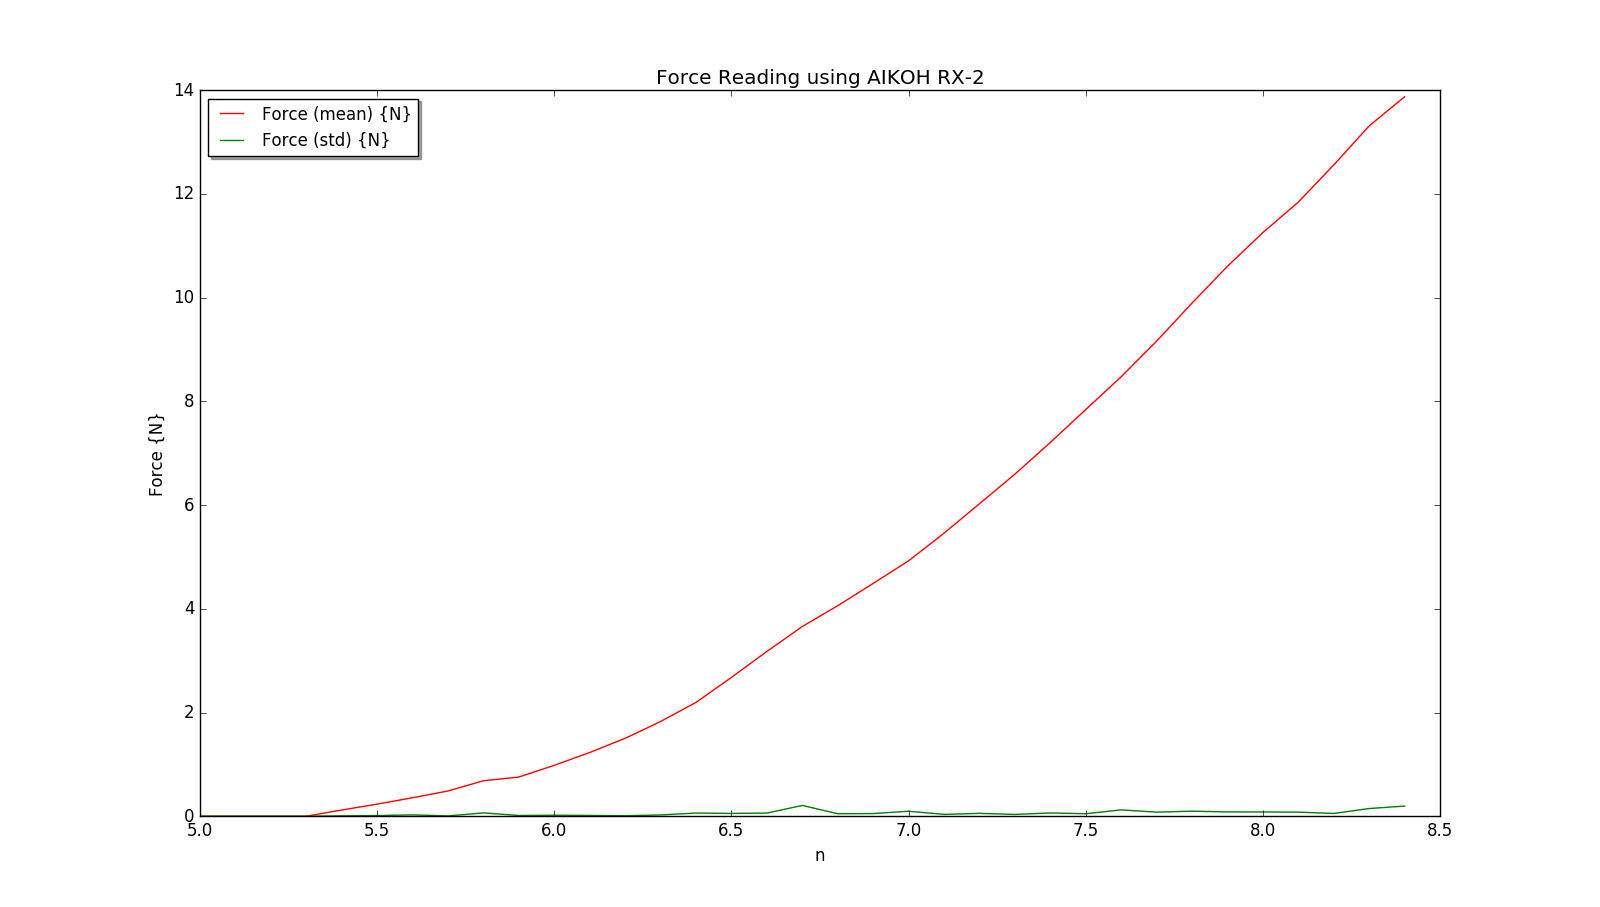 Force Reading using AIKOH RX-2
Force (mean) {N}
Force (std) {N}
14
12
10
8
6
4
2
0
Force {N}
5.0 5.5 6.0 6.5 7.0 7.5 8.0 8.5
n